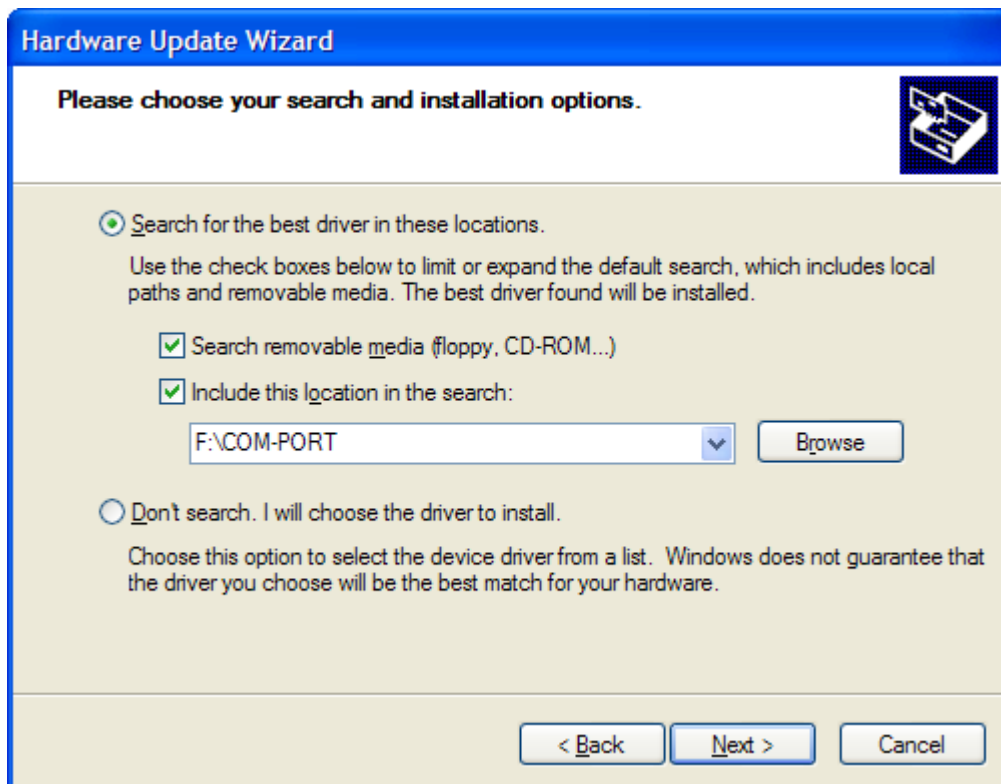 Hardware Update Wizard
Please choose your search and installation options.
Search for the best driver in these locations.
Use the check boxes below to limit or expand the default search, which includes local
paths and removable media. The best driver found will be installed.
Search removable media (floppy, CD-ROM...)
Include this location in the search:
F:\COM-PORT
Browse
Don't search. I will choose the driver to install.
Choose this option to select the device driver from a list.  Windows does not guarantee that
the driver you choose will be the best match for your hardware.
< Back
Next >
Cancel